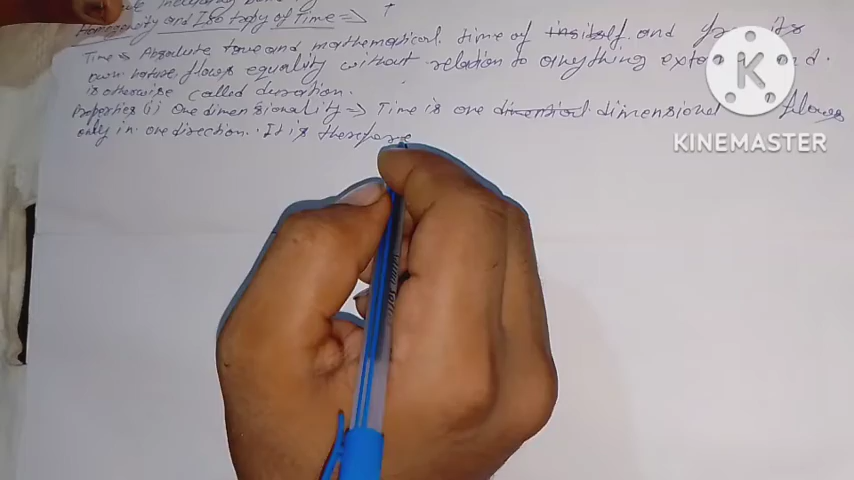 Homogeneity and Isotropy of Time ⇒
Time ⇒ Absolute true and mathematical time of itself and from its
own nature flows equality without relation to anything external and
is otherwise called duration.
Properties (i) One dimensionality ⇒ Time is one dimensional flows
only in one direction. It is therefore
K
KINEMASTER